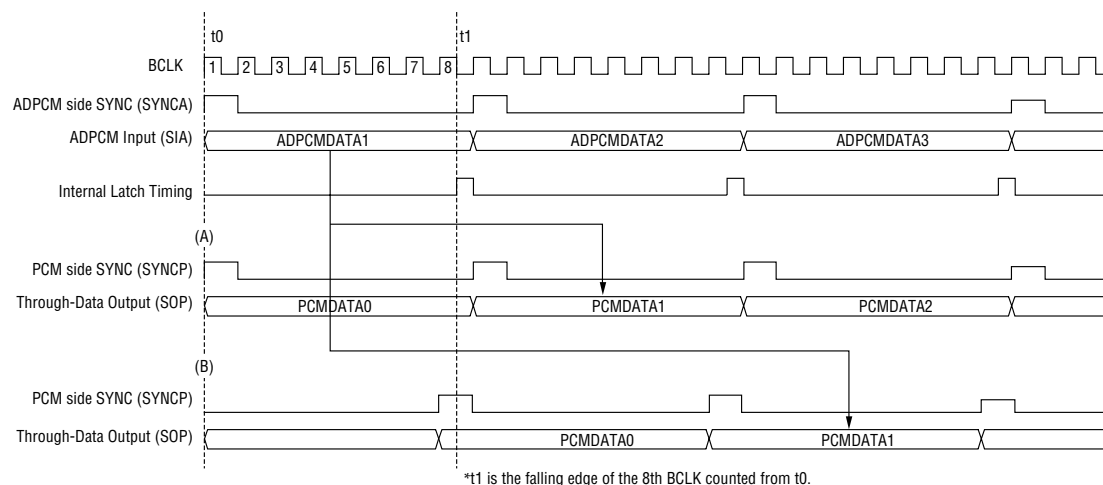 t0 t1
BCLK 1 2 3 4 5 6 7 8
ADPCM side SYNC (SYNCA)
ADPCM Input (SIA) ADPCMDATA1 ADPCMDATA2 ADPCMDATA3
Internal Latch Timing
(A)
PCM side SYNC (SYNCP)
Through-Data Output (SOP) PCMDATA0 PCMDATA1 PCMDATA2
(B)
PCM side SYNC (SYNCP)
Through-Data Output (SOP) PCMDATA0 PCMDATA1
*t1 is the falling edge of the 8th BCLK counted from t0.